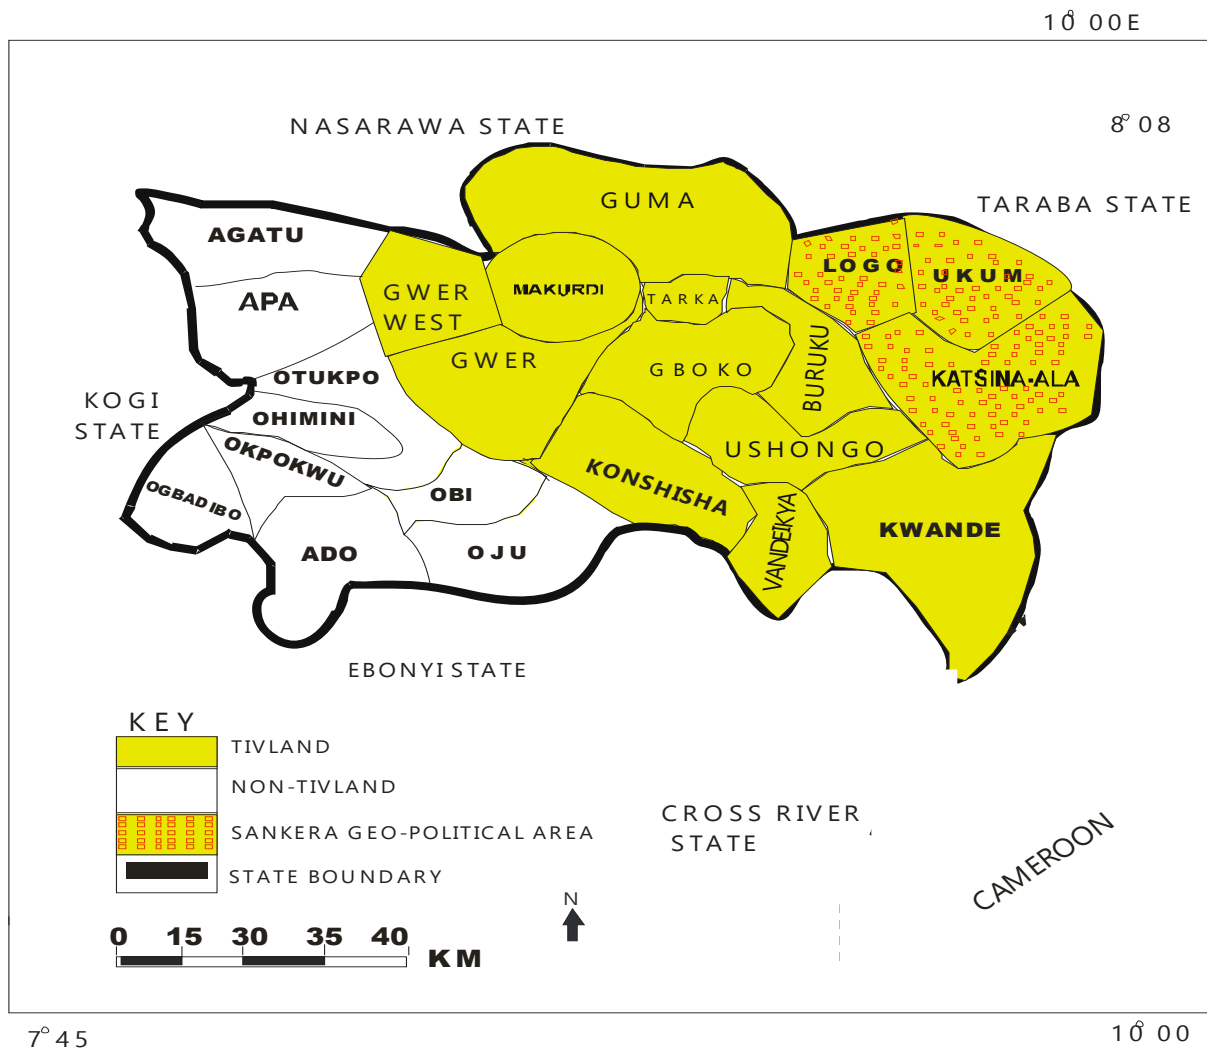 10° 00E
NASARAWA STATE
8° 08
TARABA STATE
GUMA
AGATU
LOGO
UKUM
APA
GWER
WEST
MAKURDI
TARKA
GWER
GBOKO
BURUKU
KATSINA-ALA
OTUKPO
KOGI
STATE
OHIMINI
OKPOKWU
USHONGO
OGBADIBO
OBI
KONSHISHA
VANDEIKYA
KWANDE
ADO
OJU
EBONYI STATE
KEY
TIVLAND
NON-TIVLAND
SANKERA GEO-POLITICAL AREA
STATE BOUNDARY
CROSS RIVER
STATE
CAMEROON
N
0 15 30 35 40
KM
7° 45
10° 00